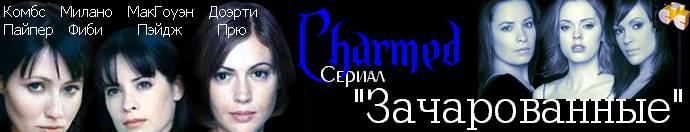 Комбс Милано МакГоуэн Доэрти
Пайпер Фиби Пэйдж Прю
Charmed
Сериал
"Зачарованные"